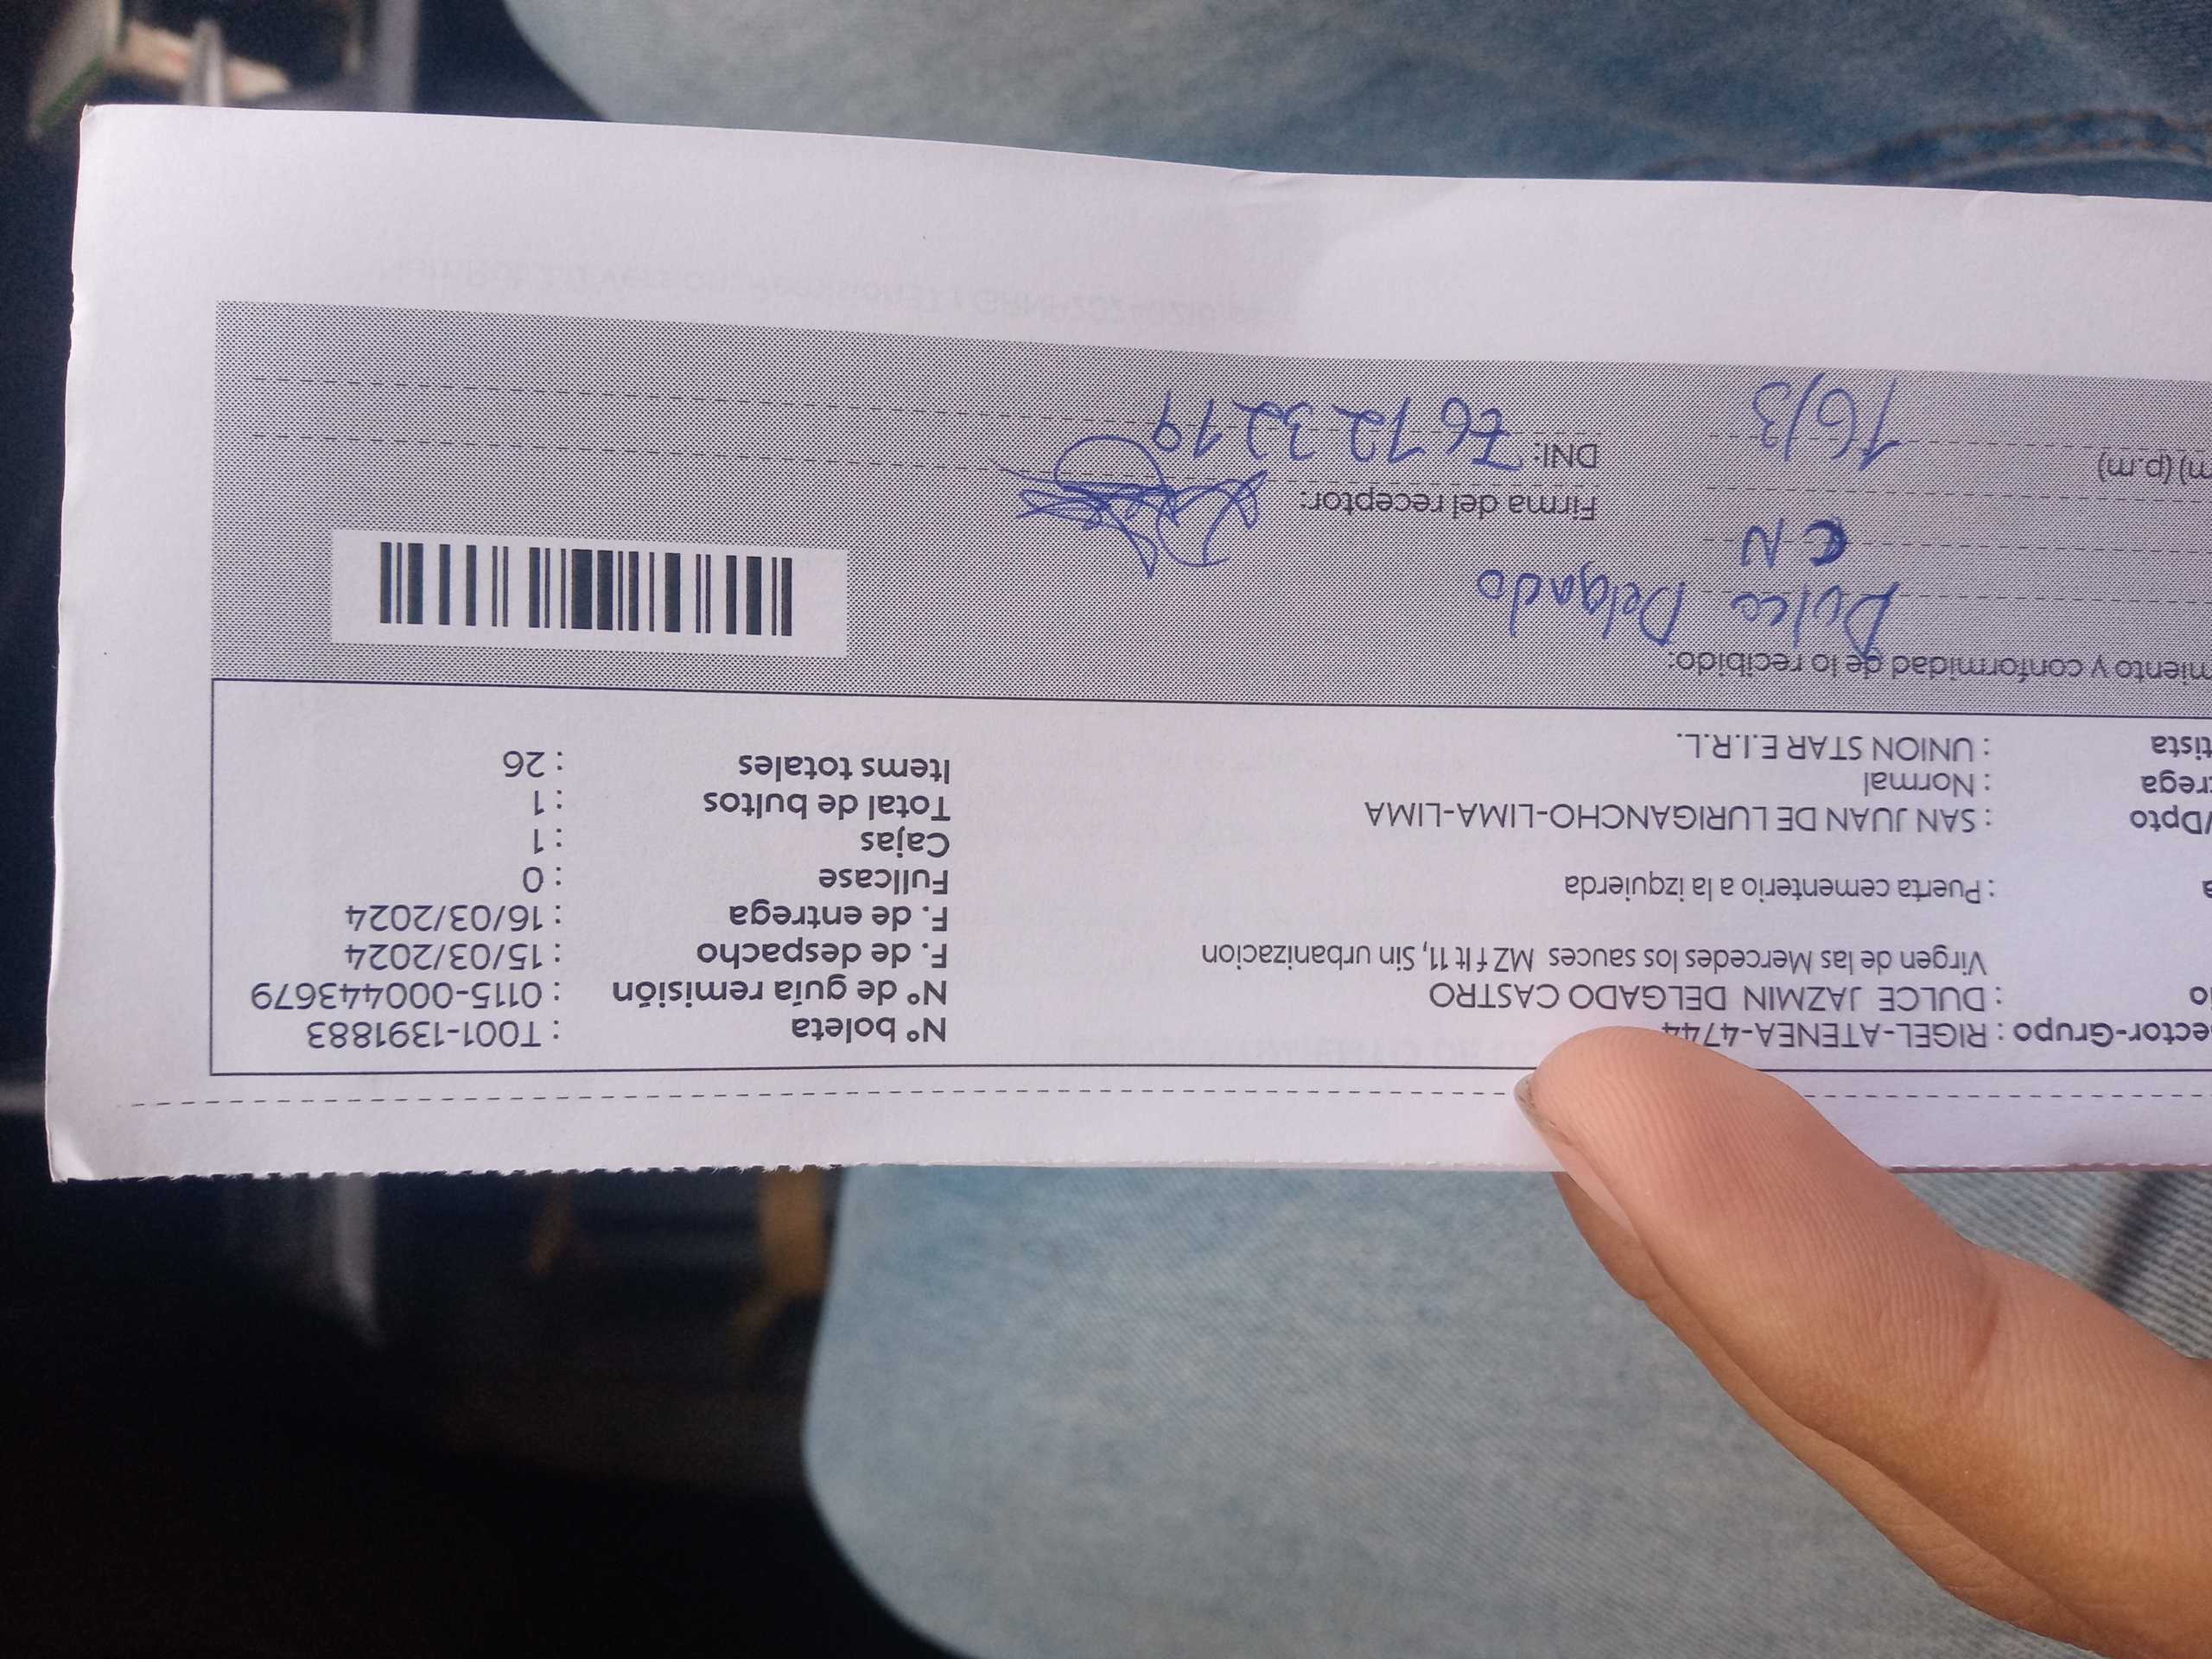 ector-Grupo : RIGEL-ATENEA-4744
Nº boleta : T001-1391883
o : DULCE JAZMIN DELGADO CASTRO
Nº de guía remisión : 0115-000443679
Virgen de las Mercedes los sauces MZ f lt 11, Sin urbanizacion
F. de despacho : 15/03/2024
F. de entrega : 16/03/2024
a : Puerta cementerio a la izquierda
Fullcase : 0
Cajas : 1
/Dpto : SAN JUAN DE LURIGANCHO-LIMA-LIMA
Total de bultos : 1
trega : Normal
Items totales : 26
tista : UNION STAR E.I.R.L.
miento y conformidad de lo recibido:
Dulce Delgado
CN
Firma del receptor:
m) (p.m) 16/3
DNI: 76723219